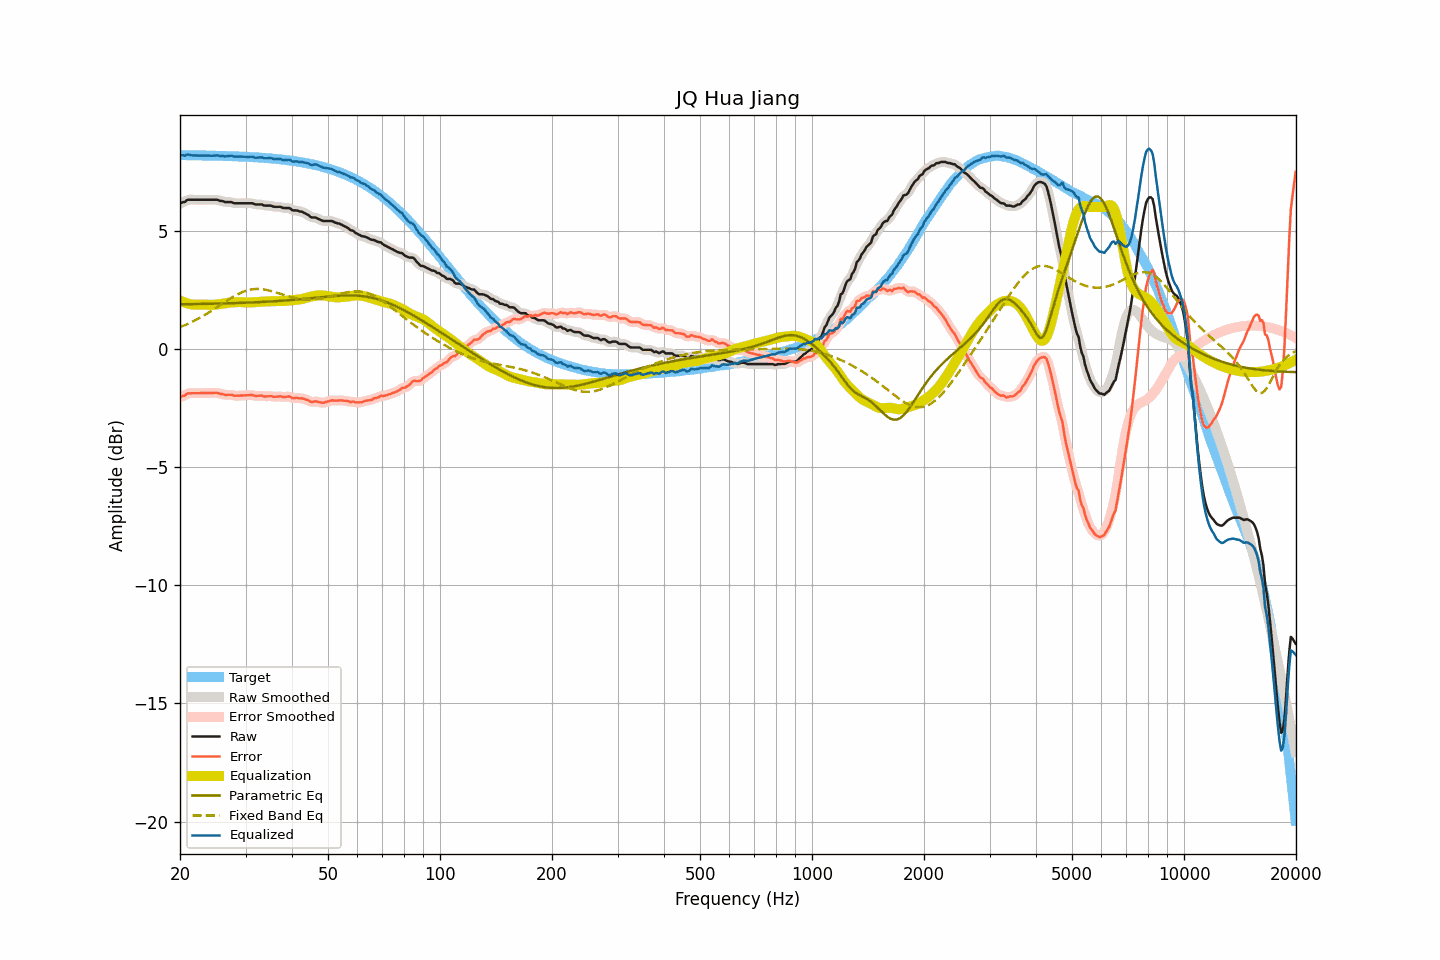 JQ Hua Jiang
5
0
−5
−10
−15
−20
Amplitude (dBr)
Target
Raw Smoothed
Error Smoothed
Raw
Error
Equalization
Parametric Eq
Fixed Band Eq
Equalized
20 50 100 200 500 1000 2000 5000 10000 20000
Frequency (Hz)